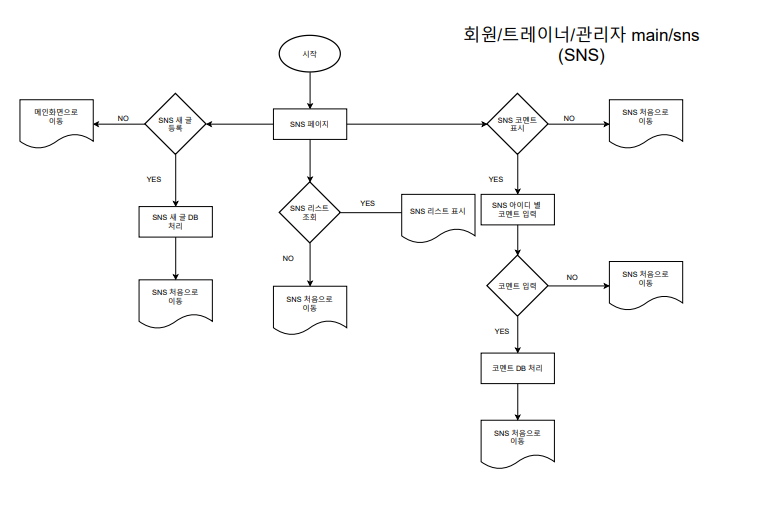 회원/트레이너/관리자 main/sns
(SNS)
시작
메인화면으로
이동
NO
SNS 새 글
등록
SNS 페이지
SNS 코멘트
표시
NO
SNS 처음으로
이동
YES
SNS 새 글 DB
처리
SNS 처음으로
이동
SNS 리스트
조회
YES
SNS 리스트 표시
NO
SNS 처음으로
이동
YES
SNS 아이디 별
코멘트 입력
코멘트 입력
NO
SNS 처음으로
이동
YES
코멘트 DB 처리
SNS 처음으로
이동